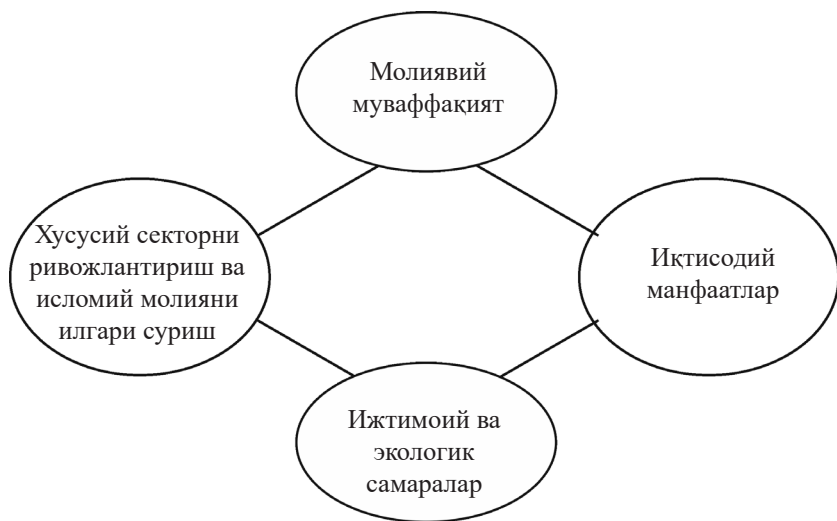 Молиявий
муваффақият
Хусусий секторни
ривожлантириш ва
исломий молияни
илгари суриш
Иқтисодий
манфаатлар
Ижтимоий ва
экологик
самаралар